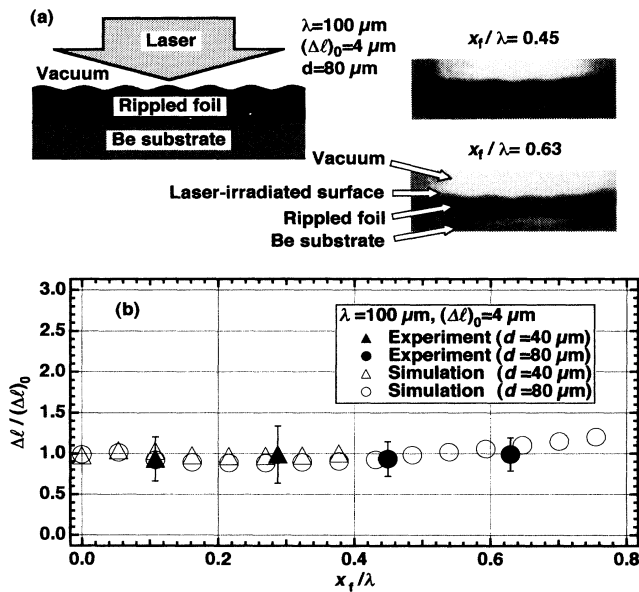 (a)
Laser
λ=100 µm
(Δℓ)₀=4 µm
d=80 µm
Vacuum
Rippled foil
Be substrate
x_f / λ = 0.45
x_f / λ = 0.63
Vacuum
Laser-irradiated surface
Rippled foil
Be substrate
(b)
λ =100 µm, (Δℓ)₀=4 µm
Experiment (d =40 µm)
Experiment (d =80 µm)
Simulation (d =40 µm)
Simulation (d =80 µm)
Δℓ / (Δℓ)₀
3.0
2.5
2.0
1.5
1.0
0.5
0.0
0.0 0.2 0.4 0.6 0.8
x_f/λ